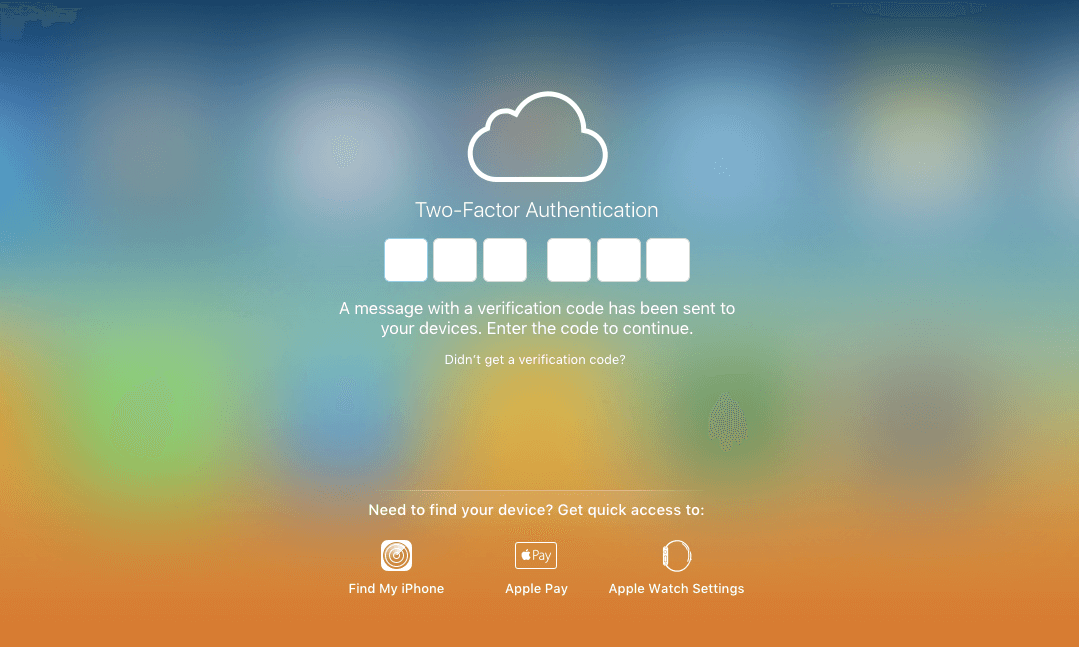 Two-Factor Authentication
A message with a verification code has been sent to
your devices. Enter the code to continue.
Didn't get a verification code?
Need to find your device? Get quick access to:
Pay
Find My iPhone
Apple Pay
Apple Watch Settings